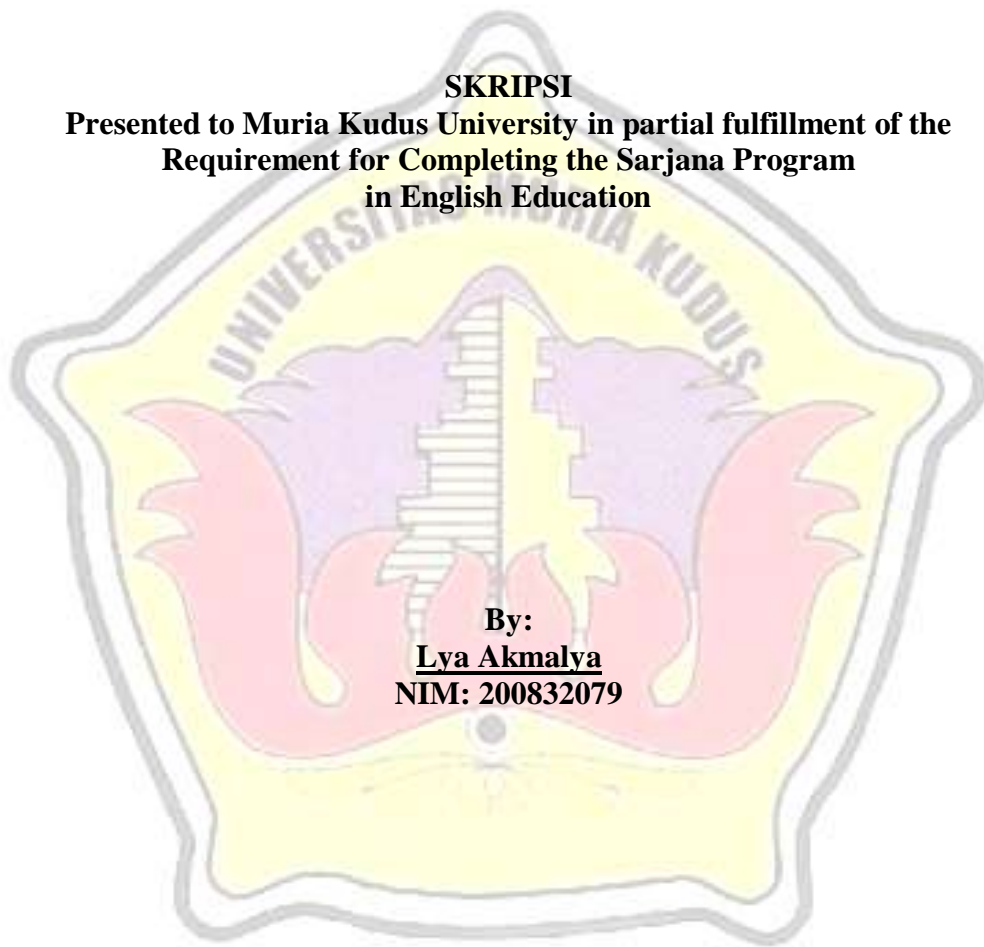 SKRIPSI
Presented to Muria Kudus University in partial fulfillment of the
Requirement for Completing the Sarjana Program
in English Education
UNIVERSITAS MURIA KUDUS
By:
Lya Akmalya
NIM: 200832079